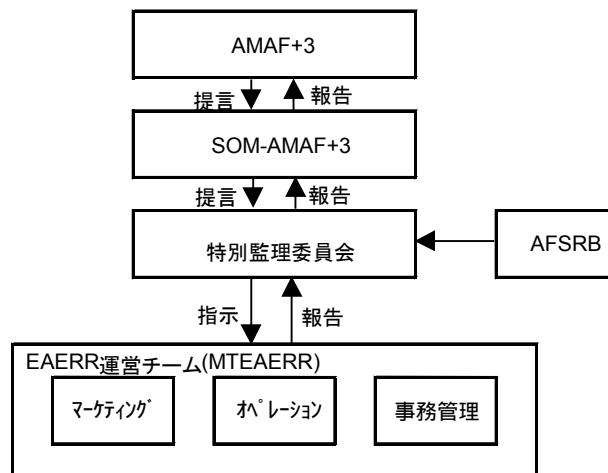 AMAF+3
提言 報告
SOM-AMAF+3
提言 報告
特別監理委員会 AFSRB
指示 報告
EAERR運営チーム(MTEAERR)
ﾏｰｹﾃｨﾝｸﾞ ｵﾍﾟﾚｰｼｮﾝ 事務管理